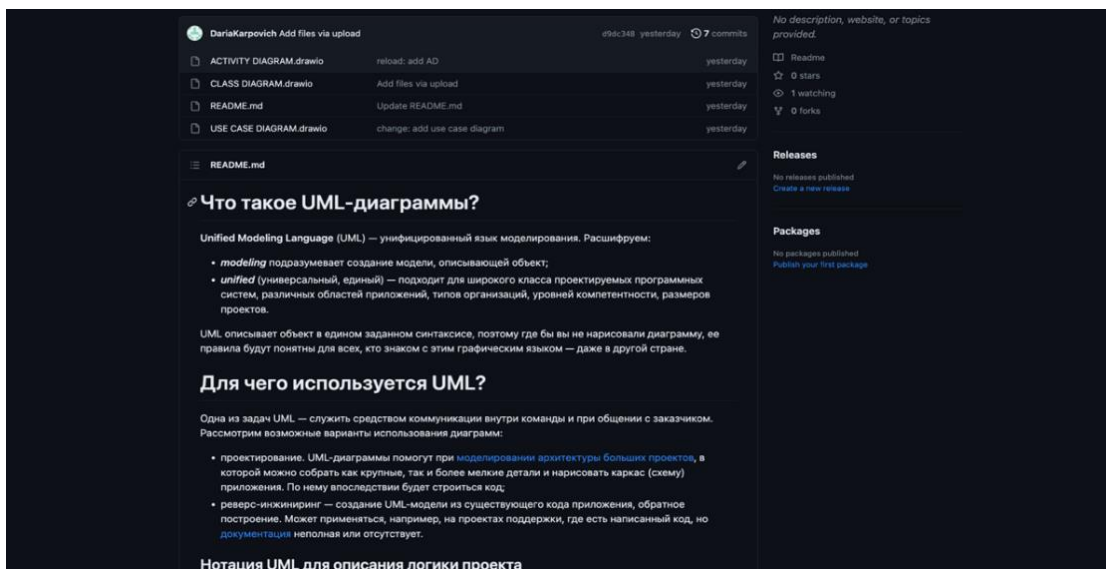 DariaKarpovich Add files via upload d9dc348 yesterday 7 commits
ACTIVITY DIAGRAM.drawio reload: add AD yesterday
CLASS DIAGRAM.drawio Add files via upload yesterday
README.md Update README.md yesterday
USE CASE DIAGRAM.drawio change: add use case diagram yesterday
README.md
Что такое UML-диаграммы?
Unified Modeling Language (UML) — унифицированный язык моделирования. Расшифруем:
• modeling подразумевает создание модели, описывающей объект;
• unified (универсальный, единый) — подходит для широкого класса проектируемых программных
систем, различных областей приложений, типов организаций, уровней компетентности, размеров
проектов.
UML описывает объект в едином заданном синтаксисе, поэтому где бы вы не нарисовали диаграмму, ее
правила будут понятны для всех, кто знаком с этим графическим языком — даже в другой стране.
Для чего используется UML?
Одна из задач UML — служить средством коммуникации внутри команды и при общении с заказчиком.
Рассмотрим возможные варианты использования диаграмм:
• проектирование. UML-диаграммы помогут при моделировании архитектуры больших проектов, в
которой можно собрать как крупные, так и более мелкие детали и нарисовать каркас (схему)
приложения. По нему впоследствии будет строиться код;
• реверс-инжиниринг — создание UML-модели из существующего кода приложения, обратное
построение. Может применяться, например, на проектах поддержки, где есть написанный код, но
документация неполная или отсутствует.
Нотация UML для описания логики проекта
No description, website, or topics
provided.
Readme
0 stars
1 watching
0 forks
Releases
No releases published
Create a new release
Packages
No packages published
Publish your first package